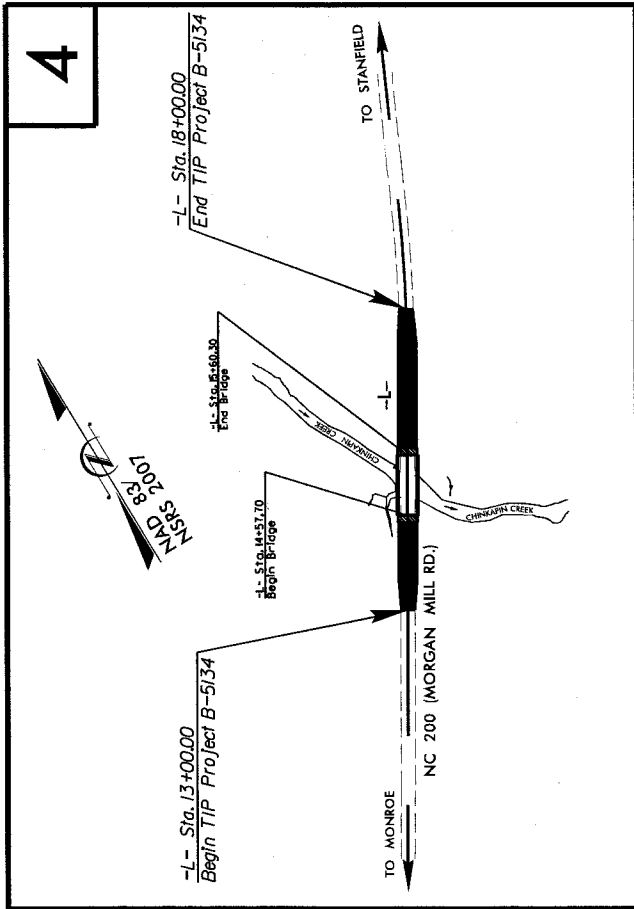 4
-L- Sta. 18+00.00
End TIP Project B-5134
TO STANFIELD
-L- Sta. 15+60.30
End Bridge
NAD 83/
NSRS 2007
CHINKAPIN CREEK
-L-
-L- Sta. 14+57.70
Begin Bridge
CHINKAPIN CREEK
-L- Sta. 13+00.00
Begin TIP Project B-5134
NC 200 (MORGAN MILL RD.)
TO MONROE